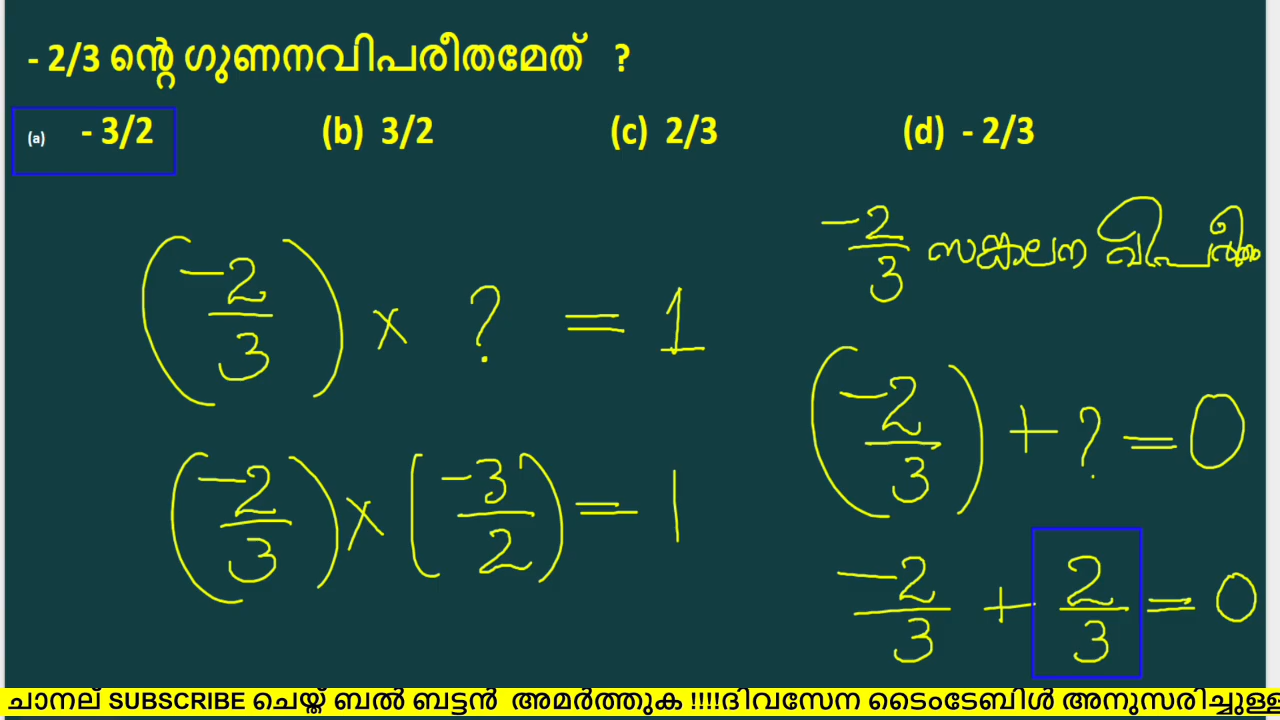 - 2/3 ന്റെ ഗുണനവിപരീതമേത് ?
(a) - 3/2 (b) 3/2 (c) 2/3 (d) - 2/3
-2/3 സങ്കലന വിപരീതം
(-2/3) × ? = 1
(-2/3) + ? = 0
(-2/3) × (-3/2) = 1
-2/3 + 2/3 = 0
ചാനല് SUBSCRIBE ചെയ്ത് ബൽ ബട്ടൻ അമർത്തുക !!!!ദിവസേന ടൈംടേബിൾ അനുസരിച്ചുള്ള